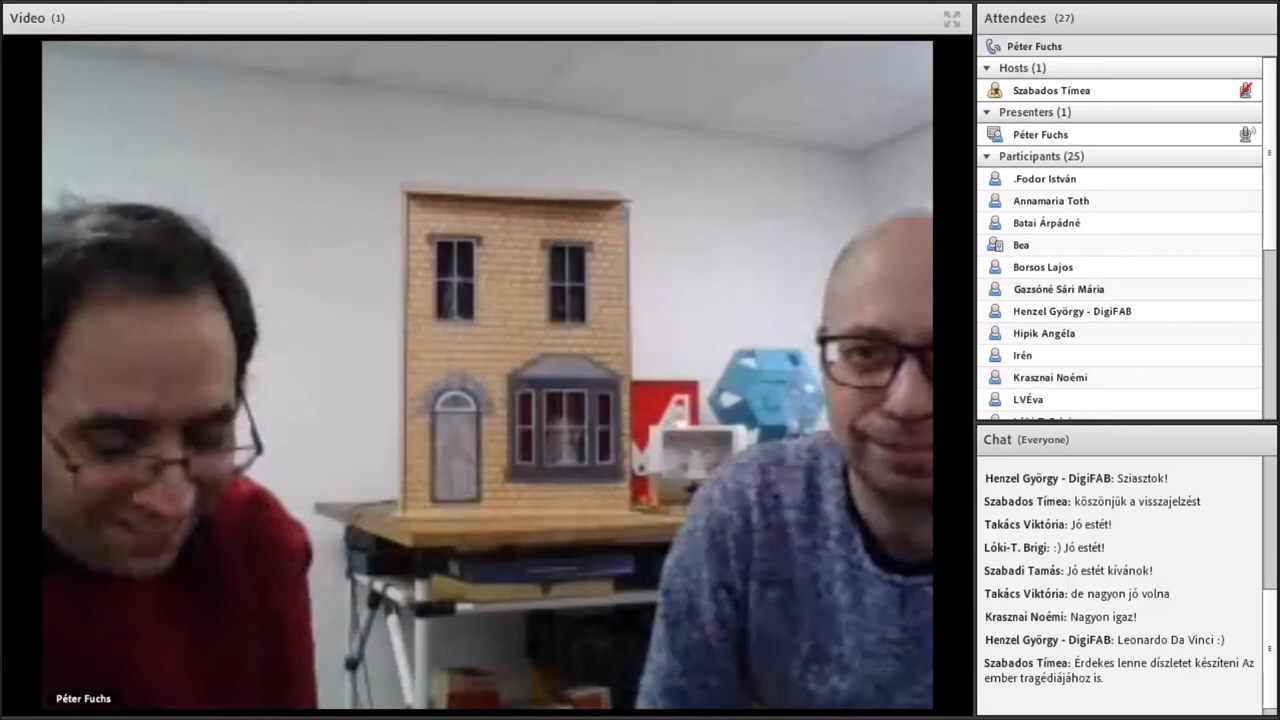 Video (1)
Péter Fuchs
Attendees (27)
Péter Fuchs
Hosts (1)
Szabados Tímea
Presenters (1)
Péter Fuchs
Participants (25)
.Fodor István
Annamaria Toth
Batai Árpádné
Bea
Borsos Lajos
Gazsóné Sári Mária
Henzel György - DigiFAB
Hipik Angéla
Irén
Krasznai Noémi
LVÉva
Chat (Everyone)
Henzel György - DigiFAB: Sziasztok!
Szabados Tímea: köszönjük a visszajelzést
Takács Viktória: Jó estét!
Lóki-T. Brigi: :) Jó estét!
Szabadi Tamás: Jó estét kívánok!
Takács Viktória: de nagyon jó volna
Krasznai Noémi: Nagyon igaz!
Henzel György - DigiFAB: Leonardo Da Vinci :)
Szabados Tímea: Érdekes lenne díszletet készíteni Az
ember tragédiájához is.